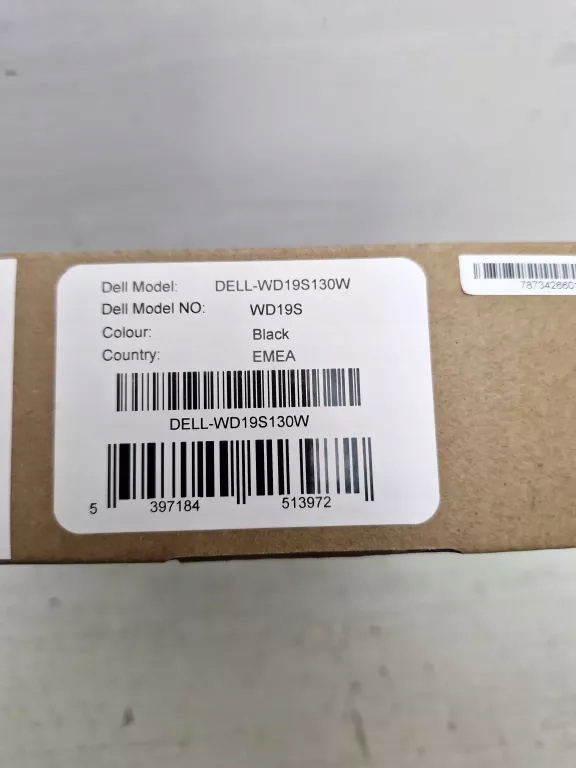 Dell Model: DELL-WD19S130W
Dell Model NO: WD19S
Colour: Black
Country: EMEA
DELL-WD19S130W
5 397184 513972